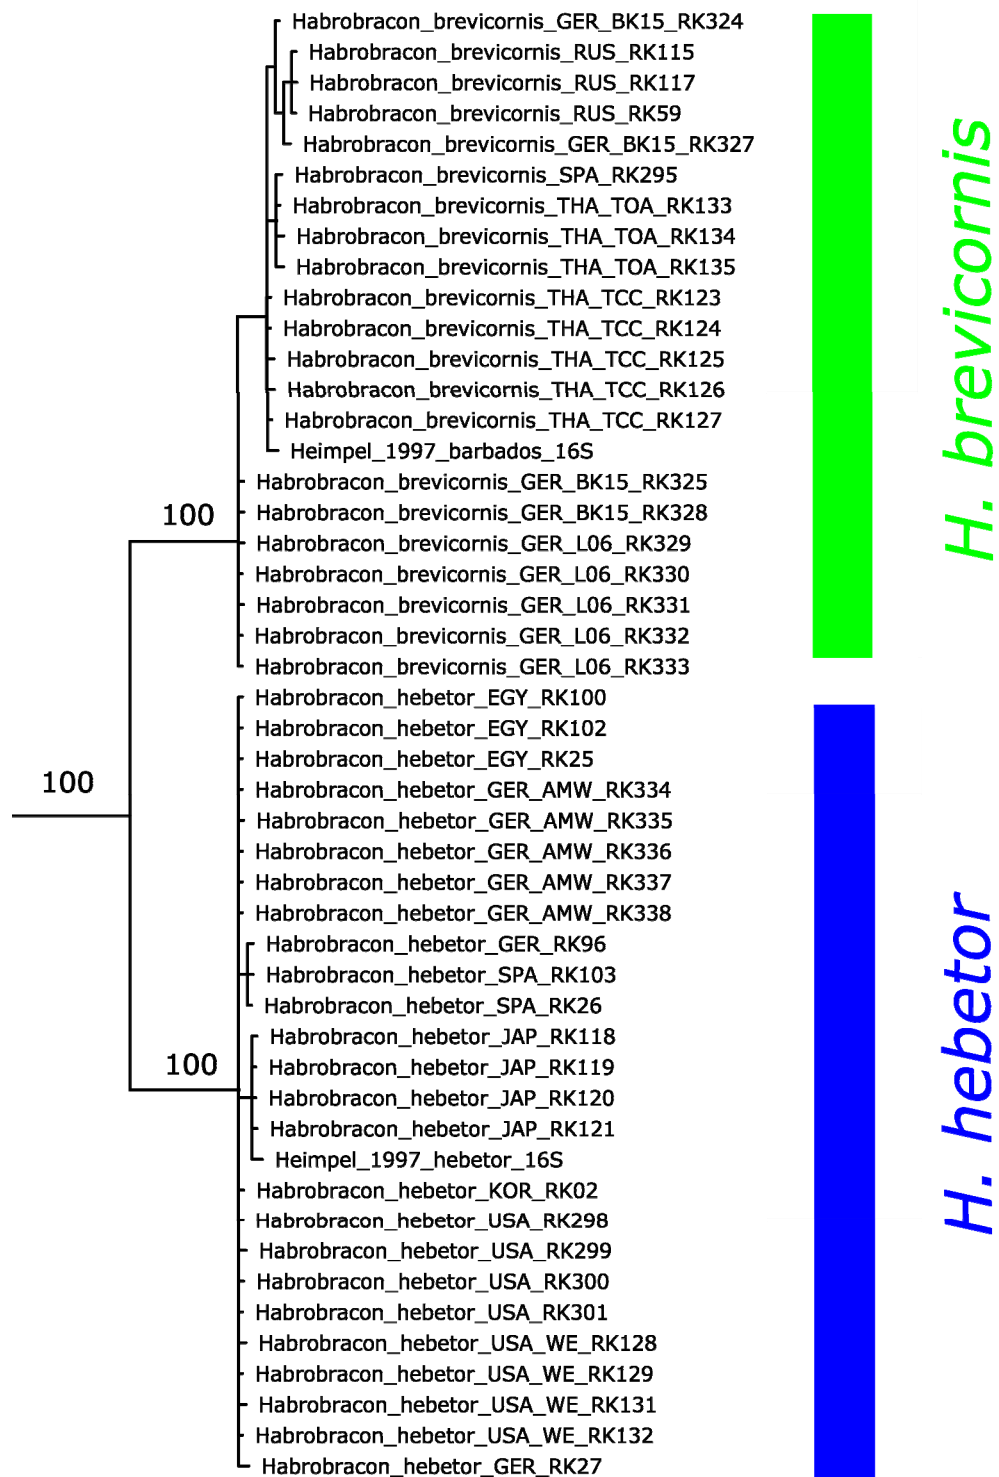 Habrobracon_brevicornis_GER_BK15_RK324
Habrobracon_brevicornis_RUS_RK115
Habrobracon_brevicornis_RUS_RK117
Habrobracon_brevicornis_RUS_RK59
Habrobracon_brevicornis_GER_BK15_RK327
Habrobracon_brevicornis_SPA_RK295
Habrobracon_brevicornis_THA_TOA_RK133
Habrobracon_brevicornis_THA_TOA_RK134
Habrobracon_brevicornis_THA_TOA_RK135
Habrobracon_brevicornis_THA_TCC_RK123
Habrobracon_brevicornis_THA_TCC_RK124
Habrobracon_brevicornis_THA_TCC_RK125
Habrobracon_brevicornis_THA_TCC_RK126
Habrobracon_brevicornis_THA_TCC_RK127
Heimpel_1997_barbados_16S
Habrobracon_brevicornis_GER_BK15_RK325
Habrobracon_brevicornis_GER_BK15_RK328
Habrobracon_brevicornis_GER_L06_RK329
Habrobracon_brevicornis_GER_L06_RK330
Habrobracon_brevicornis_GER_L06_RK331
Habrobracon_brevicornis_GER_L06_RK332
Habrobracon_brevicornis_GER_L06_RK333
100
H. brevicornis
100
Habrobracon_hebetor_EGY_RK100
Habrobracon_hebetor_EGY_RK102
Habrobracon_hebetor_EGY_RK25
Habrobracon_hebetor_GER_AMW_RK334
Habrobracon_hebetor_GER_AMW_RK335
Habrobracon_hebetor_GER_AMW_RK336
Habrobracon_hebetor_GER_AMW_RK337
Habrobracon_hebetor_GER_AMW_RK338
Habrobracon_hebetor_GER_RK96
Habrobracon_hebetor_SPA_RK103
Habrobracon_hebetor_SPA_RK26
Habrobracon_hebetor_JAP_RK118
Habrobracon_hebetor_JAP_RK119
Habrobracon_hebetor_JAP_RK120
Habrobracon_hebetor_JAP_RK121
Heimpel_1997_hebetor_16S
Habrobracon_hebetor_KOR_RK02
Habrobracon_hebetor_USA_RK298
Habrobracon_hebetor_USA_RK299
Habrobracon_hebetor_USA_RK300
Habrobracon_hebetor_USA_RK301
Habrobracon_hebetor_USA_WE_RK128
Habrobracon_hebetor_USA_WE_RK129
Habrobracon_hebetor_USA_WE_RK131
Habrobracon_hebetor_USA_WE_RK132
Habrobracon_hebetor_GER_RK27
100
H. hebetor